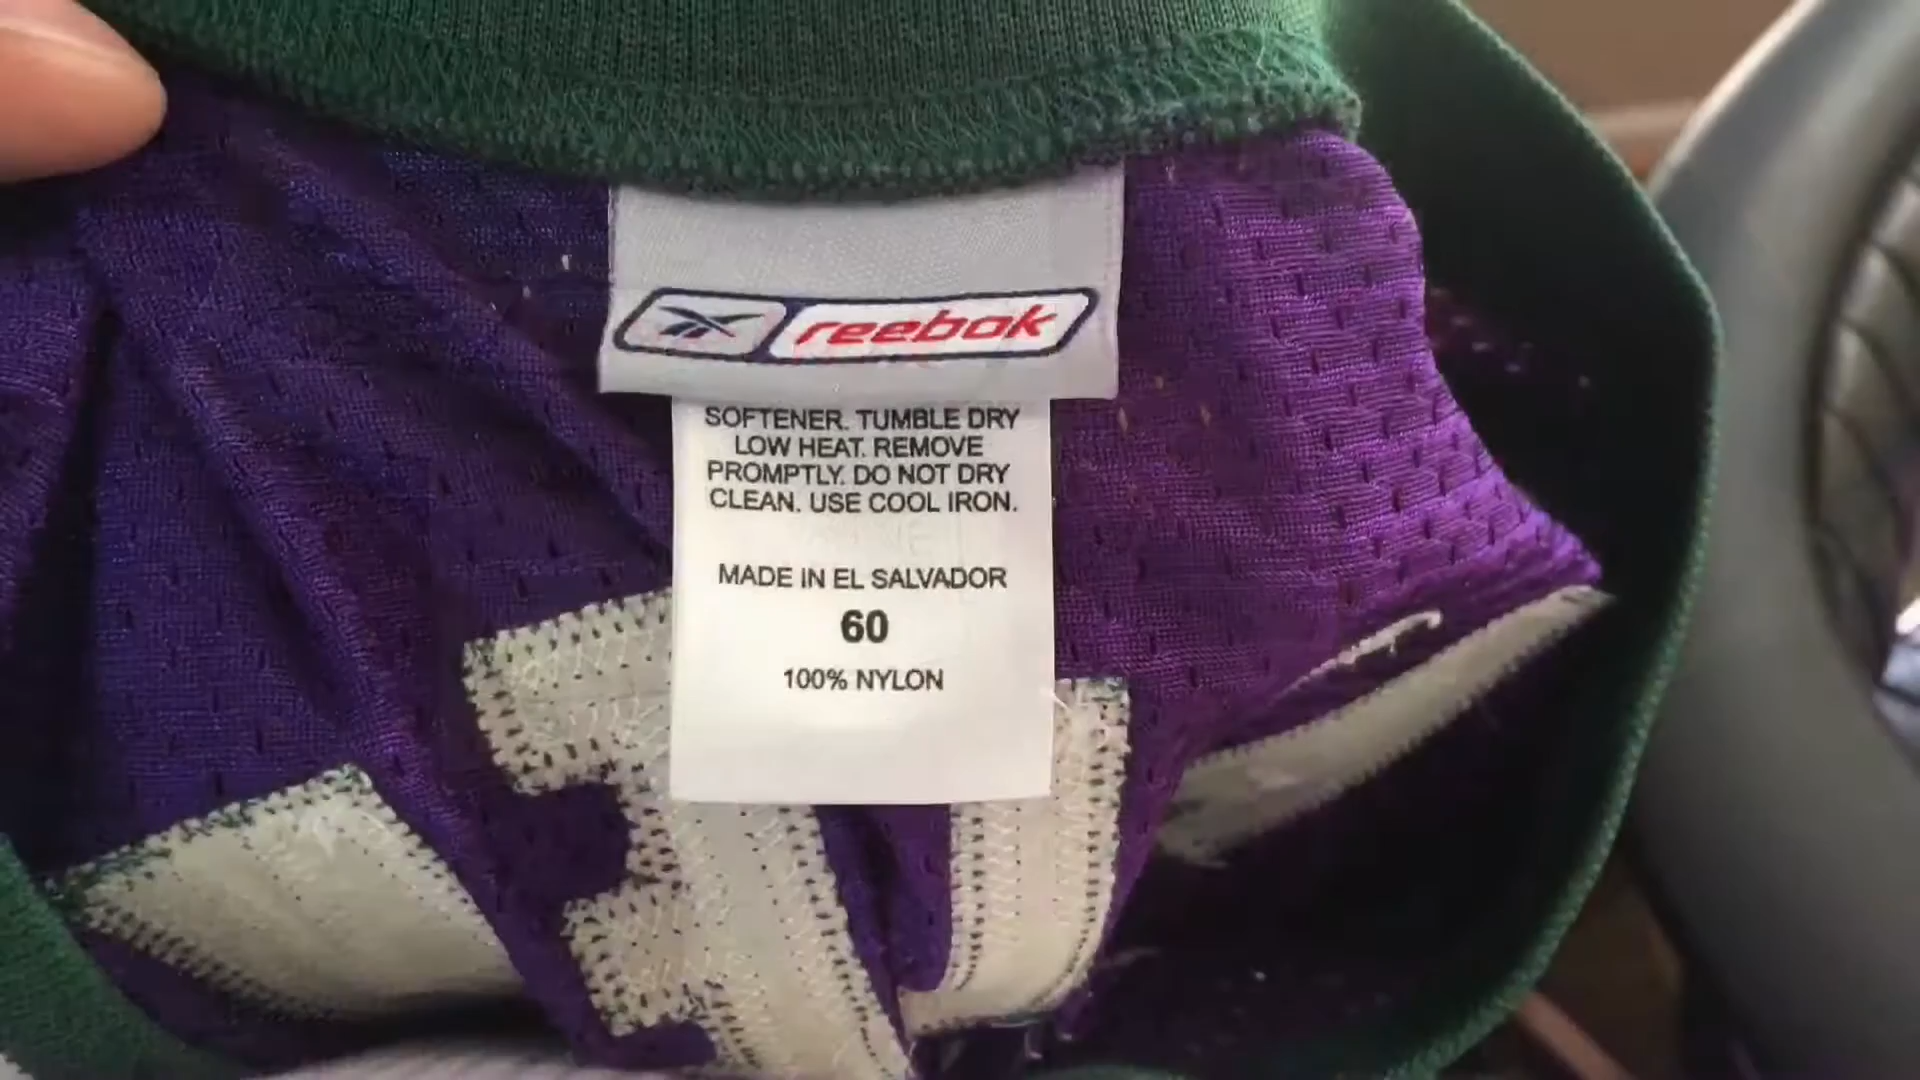 reebok
SOFTENER. TUMBLE DRY
LOW HEAT. REMOVE
PROMPTLY. DO NOT DRY
CLEAN. USE COOL IRON.
MADE IN EL SALVADOR
60
100% NYLON